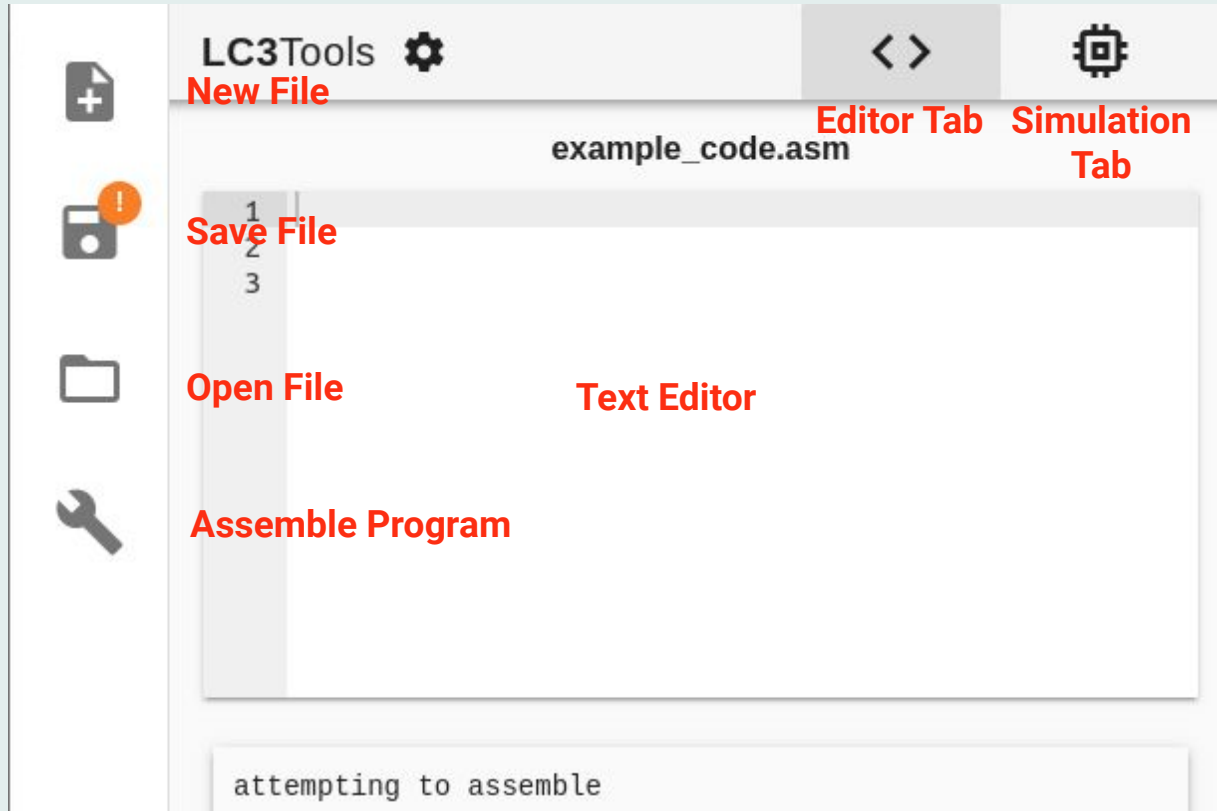 LC3Tools
New File
Editor Tab
Simulation
Tab
example_code.asm
!
1
Save File
2
3
Open File
Text Editor
Assemble Program
attempting to assemble